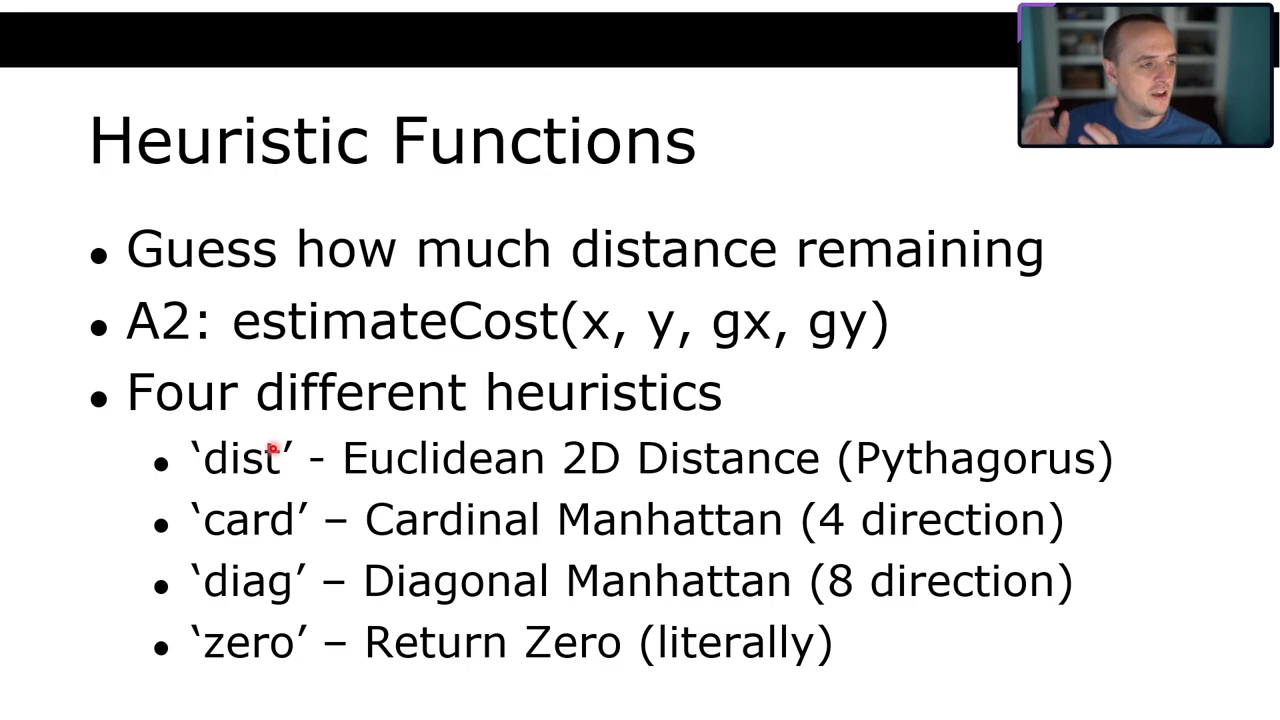 Heuristic Functions
• Guess how much distance remaining
• A2: estimateCost(x, y, gx, gy)
• Four different heuristics
• ‘dist’ - Euclidean 2D Distance (Pythagorus)
• ‘card’ – Cardinal Manhattan (4 direction)
• ‘diag’ – Diagonal Manhattan (8 direction)
• ‘zero’ – Return Zero (literally)